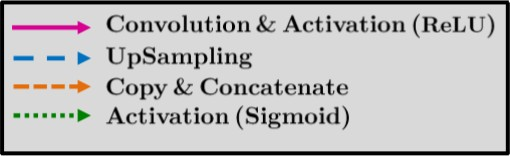 Convolution & Activation (ReLU)
UpSampling
Copy & Concatenate
Activation (Sigmoid)